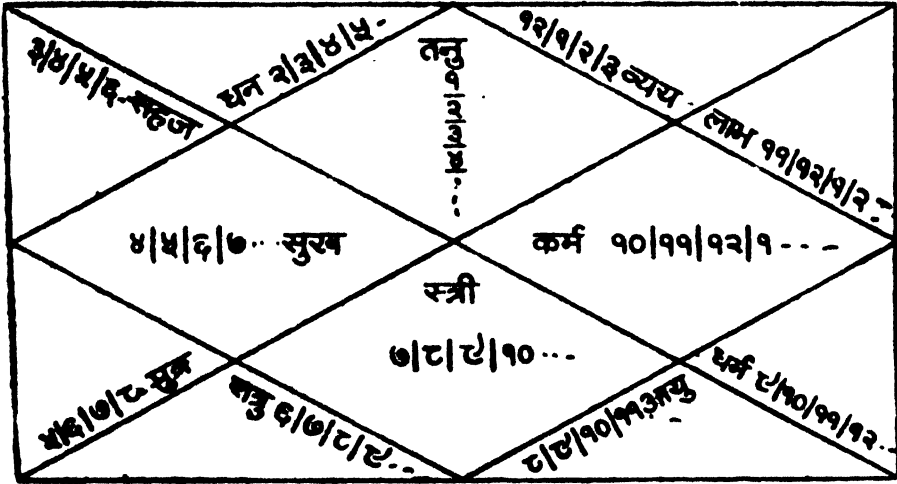 १२|१|२|३ व्यय
धन २|३|४|५-
तनु
१|२|३|४....
३|४|५|६..सहज
लाभ ११|१२|१|२--
४|५|६|७...सुख
कर्म १०|११|१२|१---
स्त्री
७|८|९|१०...
५|६|७|८ सुत
शत्रु ६|७|८|९...
८|९|१०|११ आयु
धर्म ९|१०|११|१२...